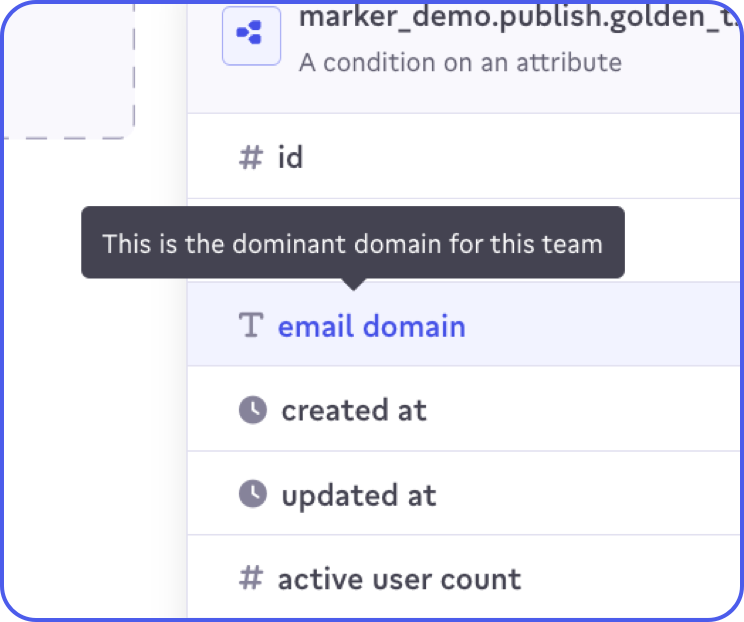 marker_demo.publish.golden_t
A condition on an attribute
id
This is the dominant domain for this team
email domain
created at
updated at
active user count